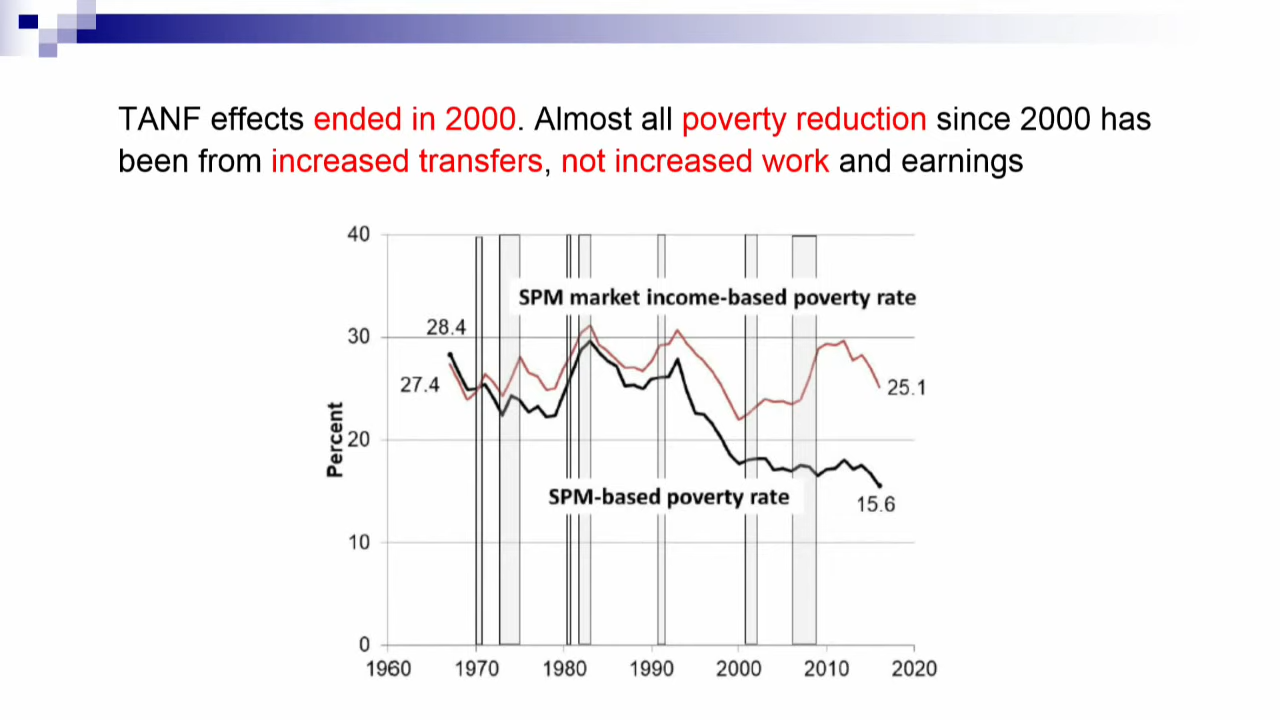 TANF effects ended in 2000. Almost all poverty reduction since 2000 has
been from increased transfers, not increased work and earnings
40
SPM market income-based poverty rate
30
28.4
27.4
25.1
Percent
20
SPM-based poverty rate
15.6
10
0
1960 1970 1980 1990 2000 2010 2020